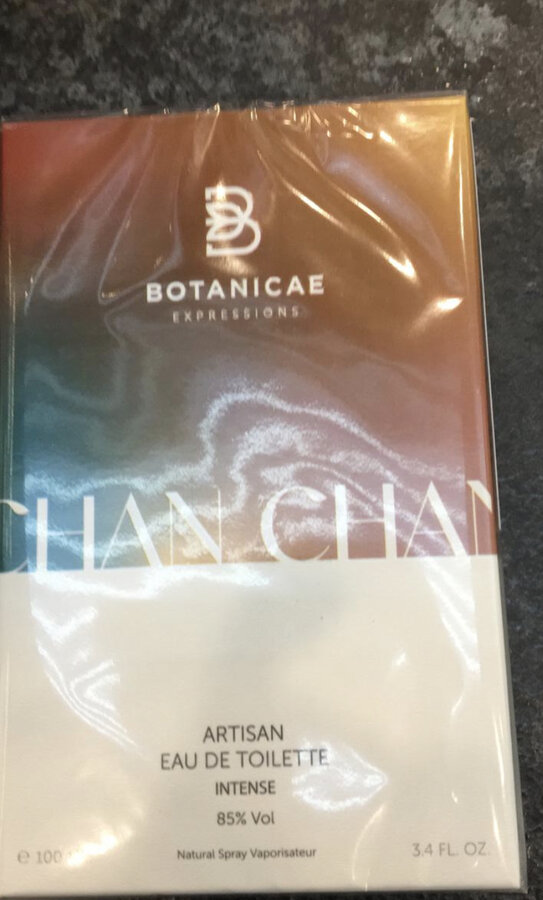 B
BOTANICAE
EXPRESSIONS
CHAN CHAN
ARTISAN
EAU DE TOILETTE
INTENSE
85% Vol
℮ 100
Natural Spray Vaporisateur
3.4 FL. OZ.